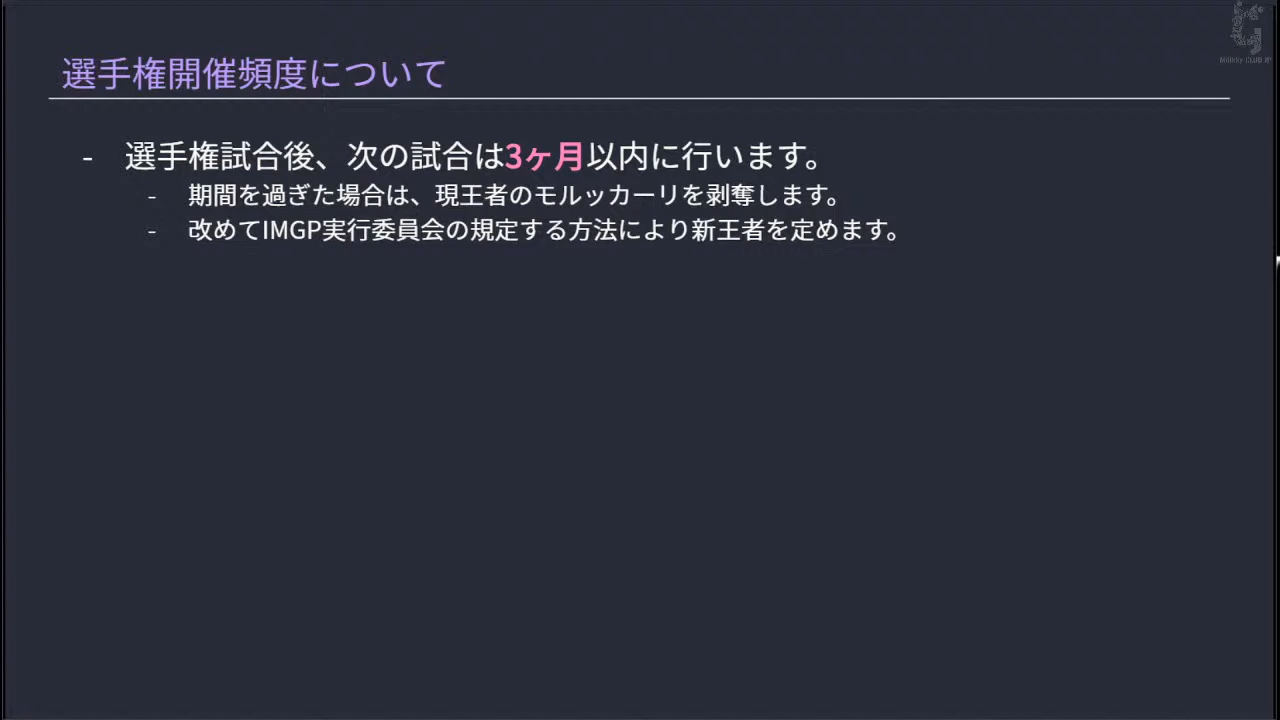 選手権開催頻度について
- 選手権試合後、次の試合は3ヶ月以内に行います。
- 期間を過ぎた場合は、現王者のモルッカーリを剥奪します。
- 改めてIMGP実行委員会の規定する方法により新王者を定めます。